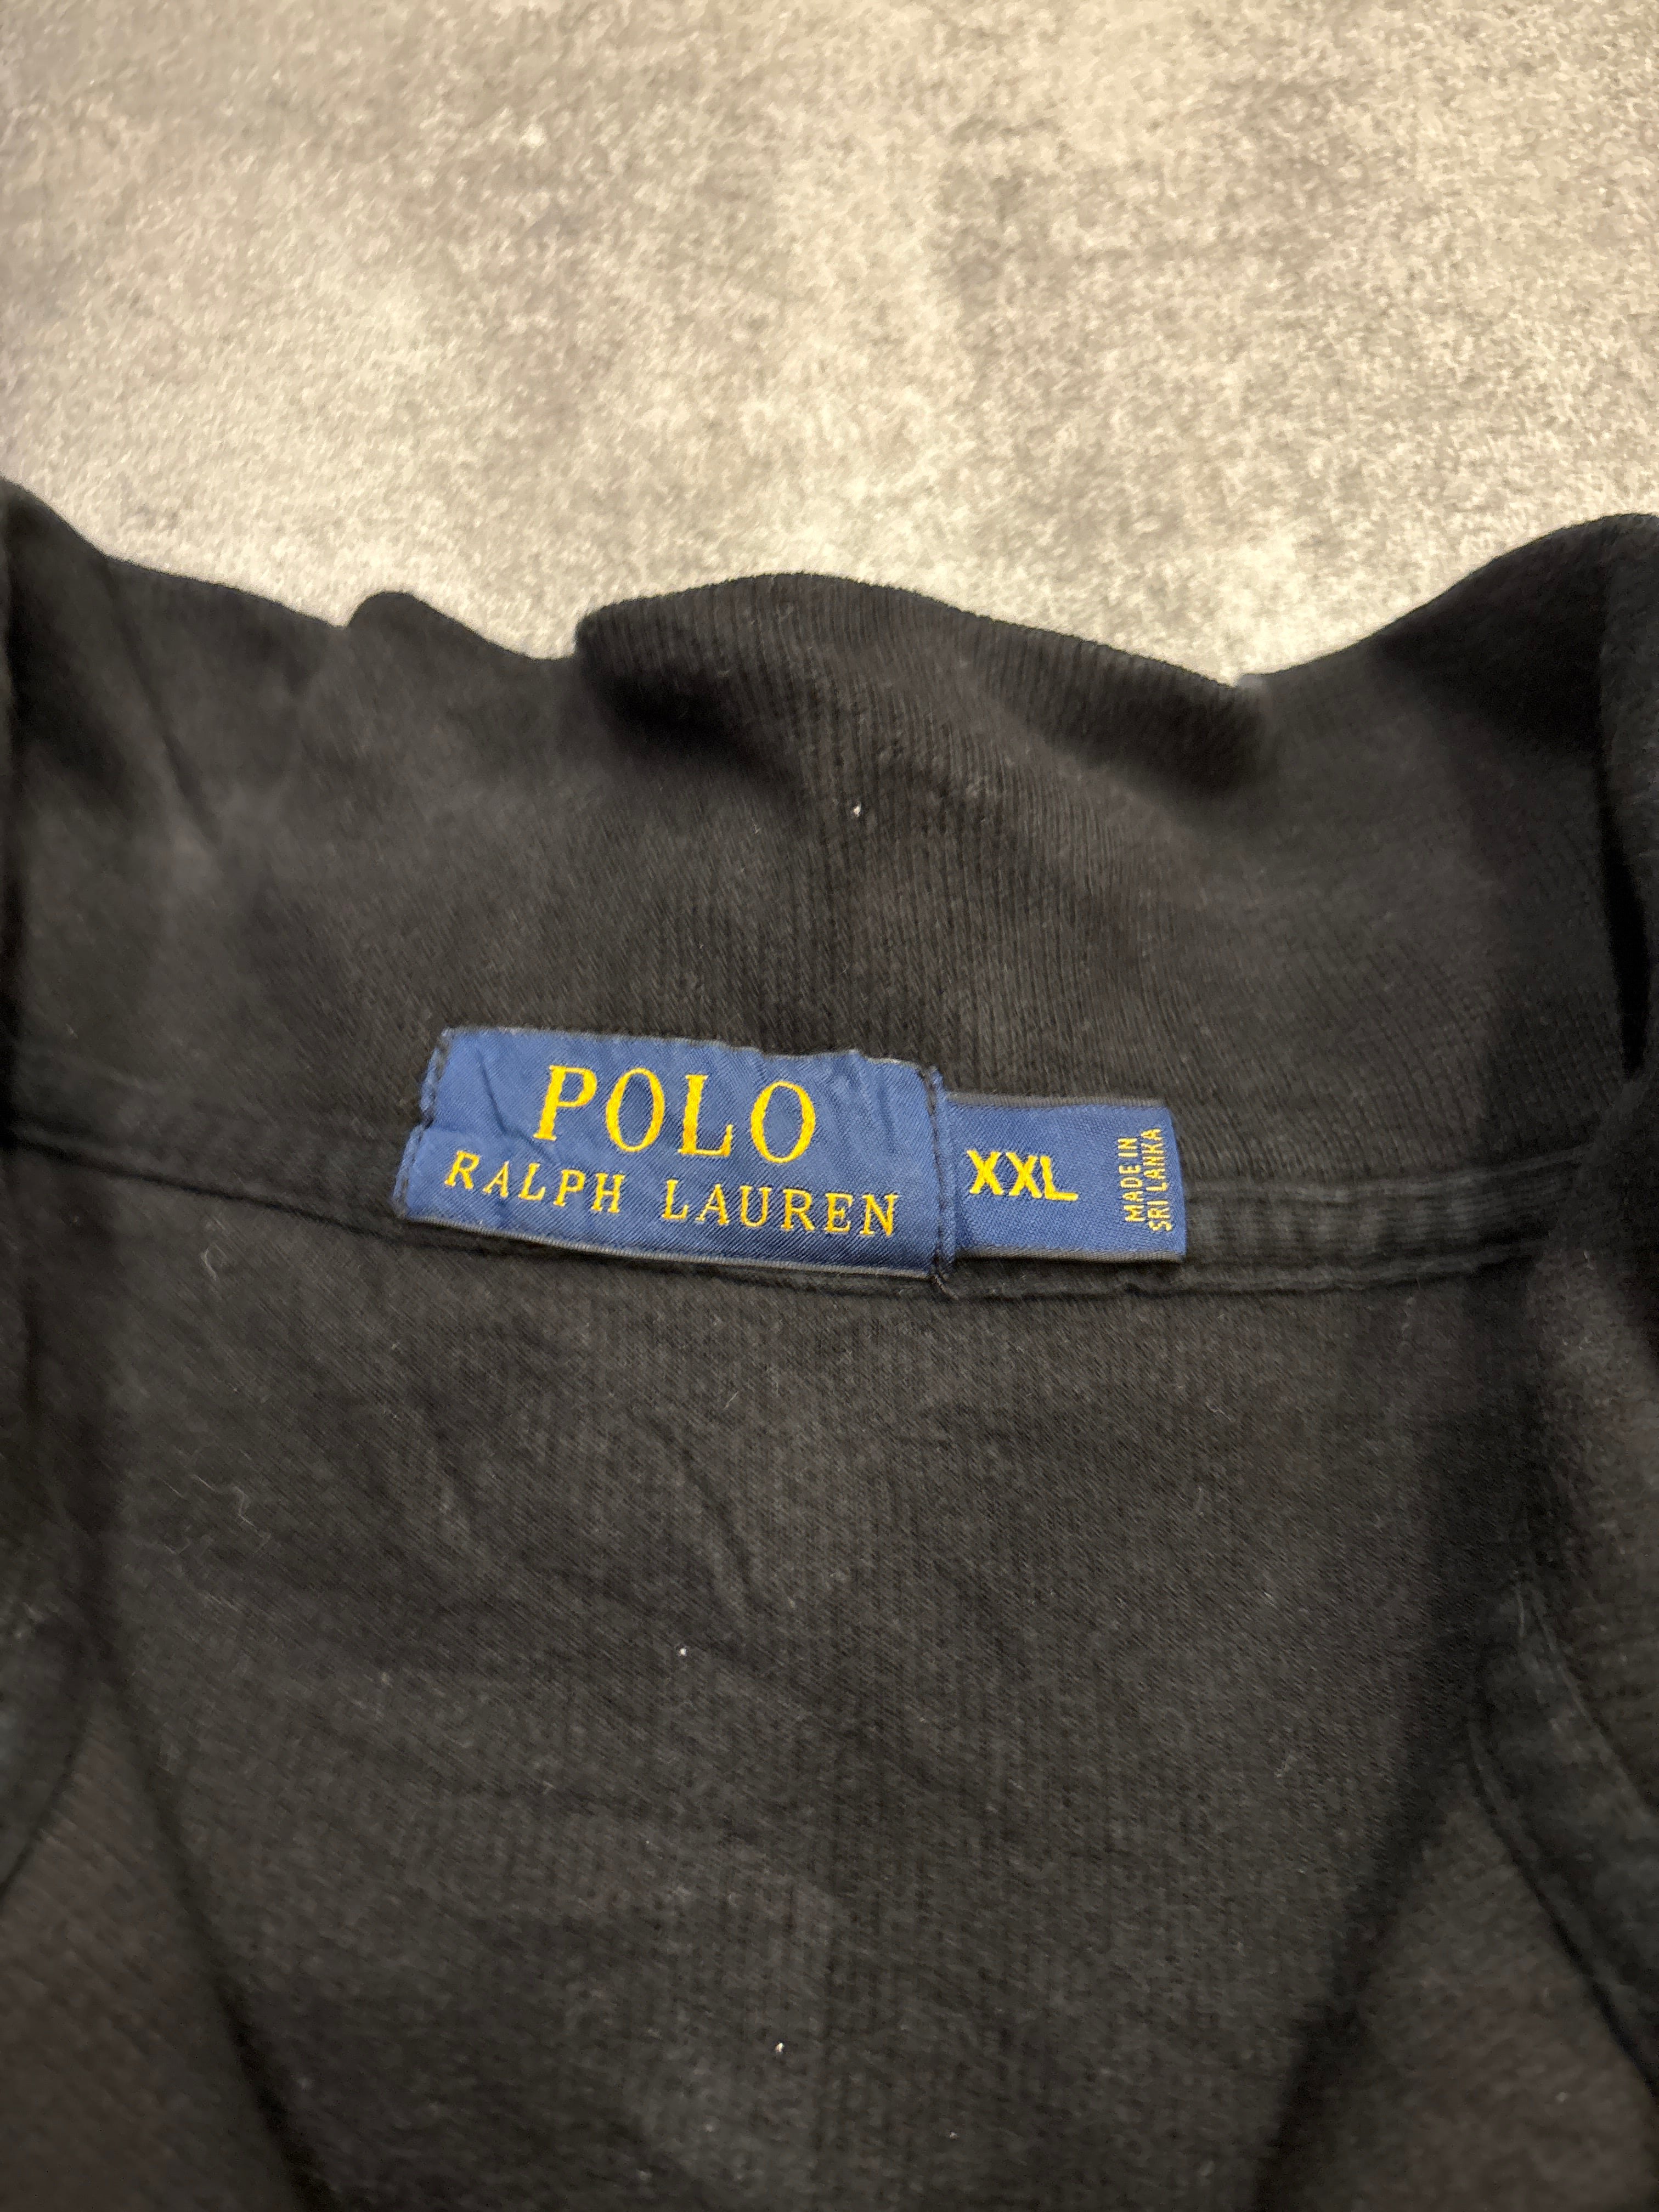 POLO
RALPH LAUREN
XXL
MADE IN
SRI LANKA